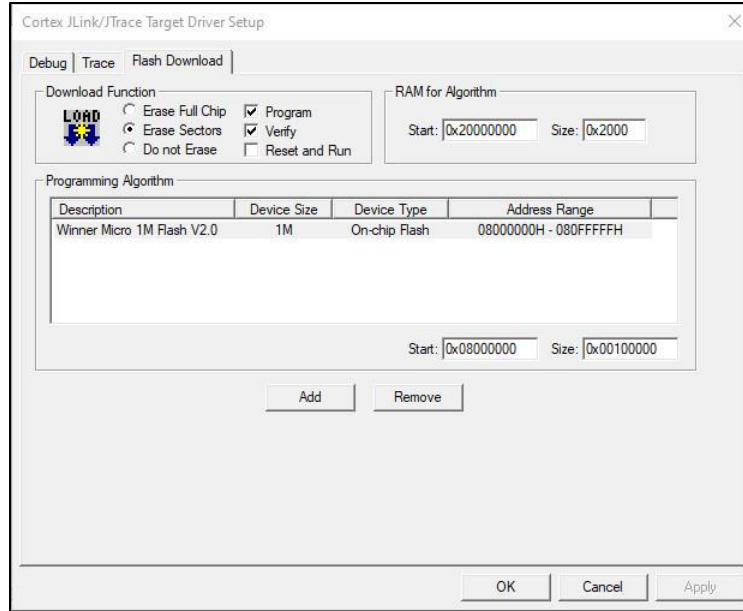 Cortex JLink/JTrace Target Driver Setup
Debug Trace Flash Download
Download Function
LOAD
Erase Full Chip
Erase Sectors
Do not Erase
Program
Verify
Reset and Run
RAM for Algorithm
Start: 0x20000000 Size: 0x2000
Programming Algorithm
Description Device Size Device Type Address Range
Winner Micro 1M Flash V2.0 1M On-chip Flash 08000000H - 080FFFFFH
Start: 0x08000000 Size: 0x00100000
Add Remove
OK Cancel Apply